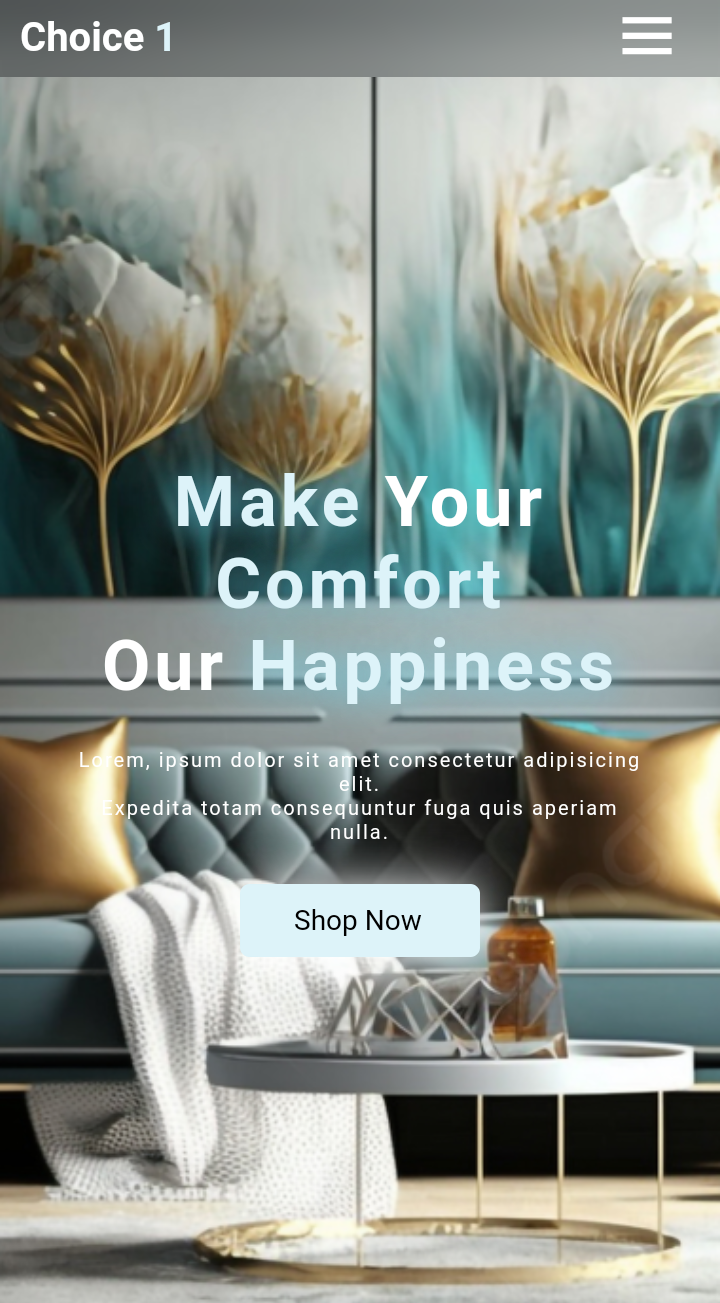 Choice 1
Make Your
Comfort
Our Happiness
Lorem, ipsum dolor sit amet consectetur adipisicing
elit.
Expedita totam consequuntur fuga quis aperiam
nulla.
Shop Now